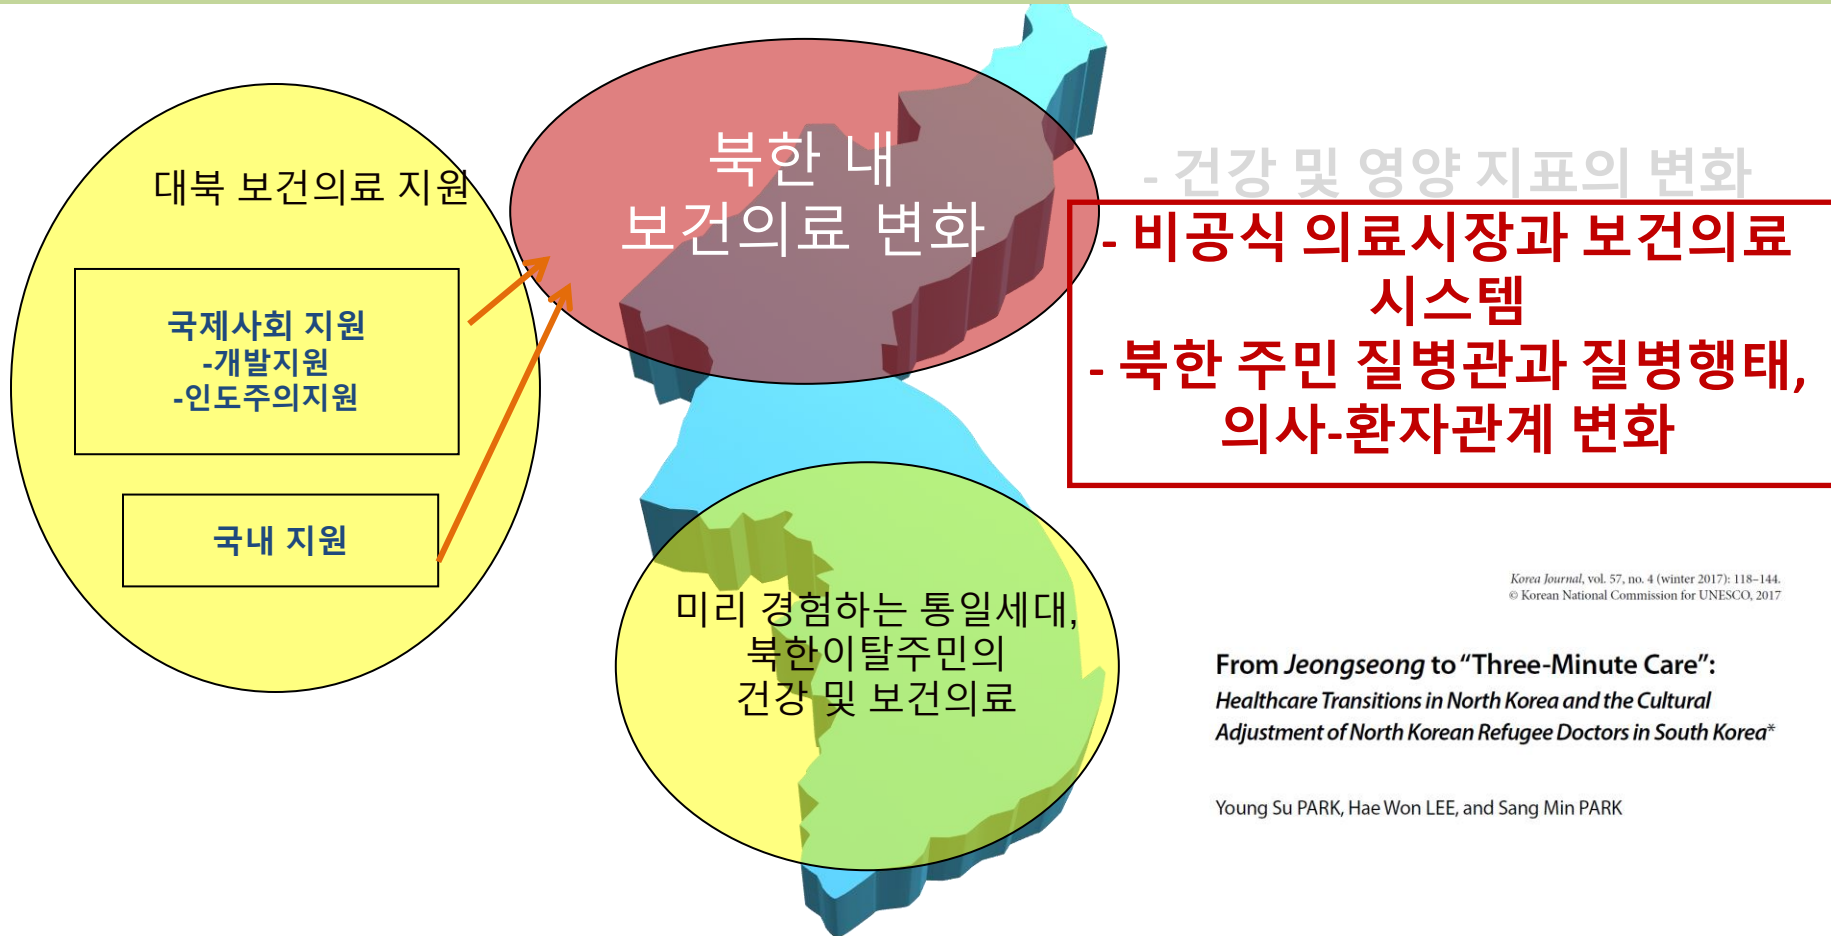 대북 보건의료 지원
국제사회 지원
-개발지원
-인도주의지원
국내 지원
북한 내
보건의료 변화
미리 경험하는 통일세대,
북한이탈주민의
건강 및 보건의료
- 건강 및 영양 지표의 변화
- 비공식 의료시장과 보건의료
시스템
- 북한 주민 질병관과 질병행태,
의사-환자관계 변화
Korea Journal, vol. 57, no. 4 (winter 2017): 118–144.
© Korean National Commission for UNESCO, 2017
From Jeongseong to “Three-Minute Care”:
Healthcare Transitions in North Korea and the Cultural
Adjustment of North Korean Refugee Doctors in South Korea*
Young Su PARK, Hae Won LEE, and Sang Min PARK